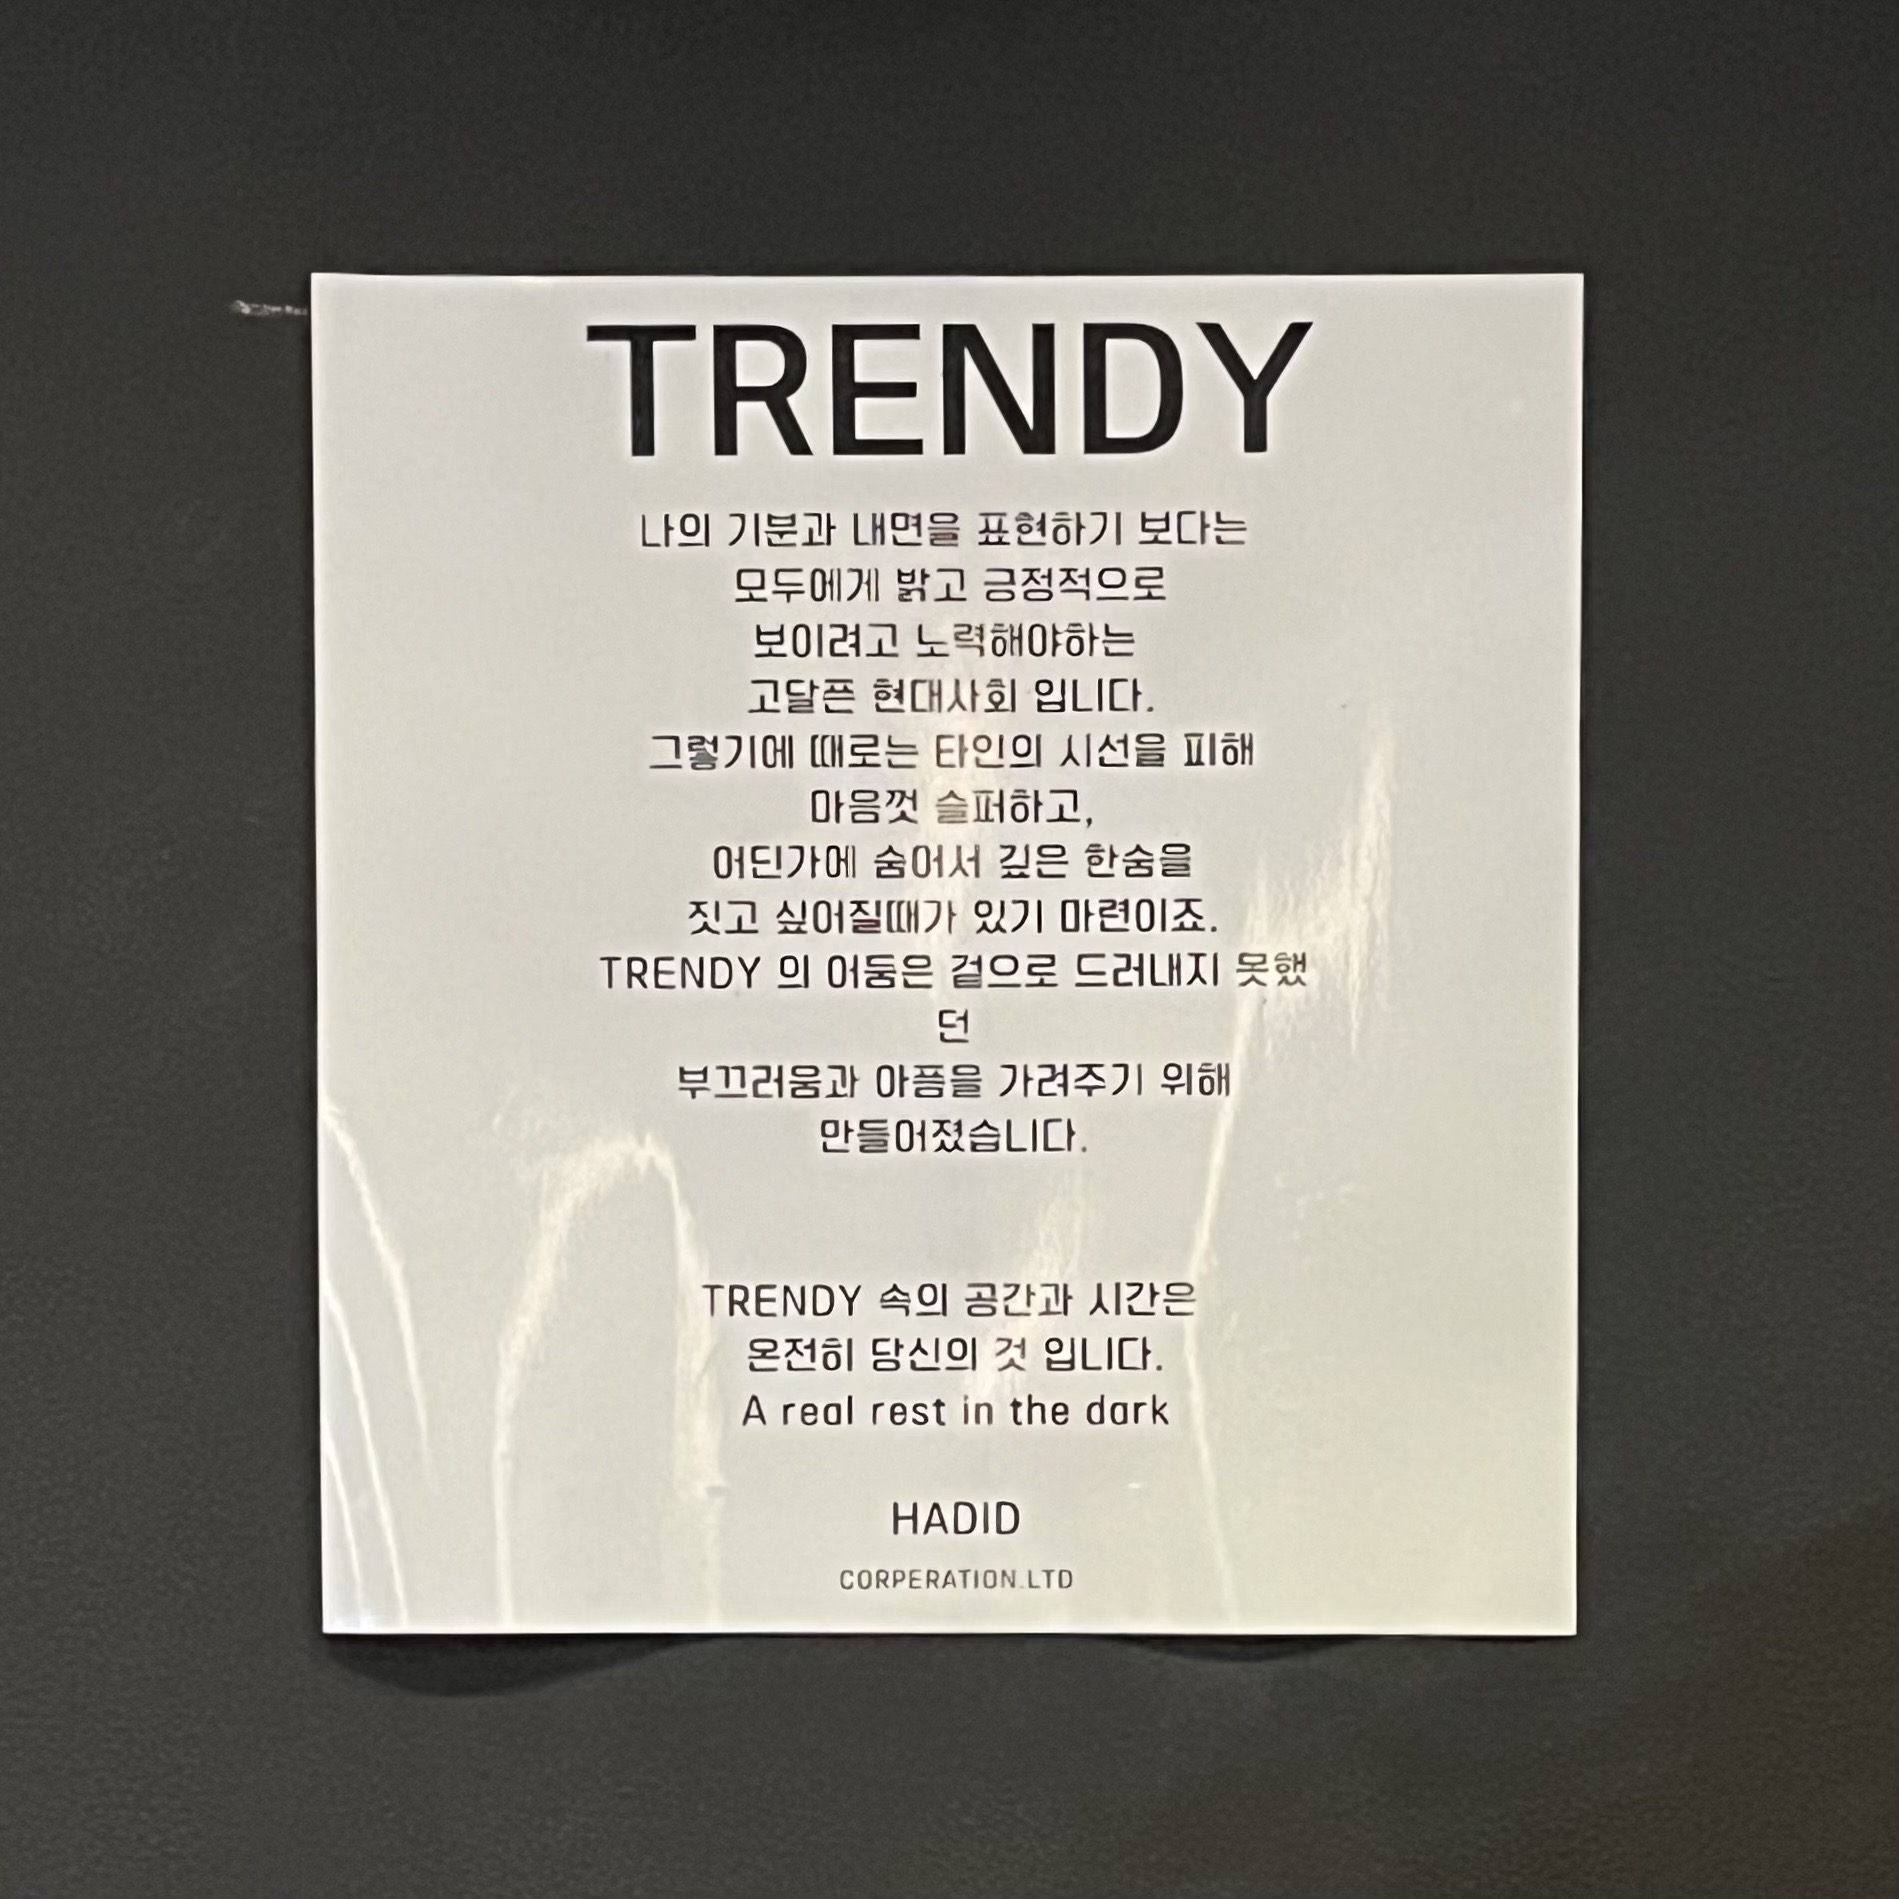 TRENDY
나의 기분과 내면을 표현하기 보다는
모두에게 밝고 긍정적으로
보이려고 노력해야하는
고달픈 현대사회 입니다.
그렇기에 때로는 타인의 시선을 피해
마음껏 슬퍼하고,
어딘가에 숨어서 깊은 한숨을
짓고 싶어질때가 있기 마련이죠.
TRENDY 의 어둠은 겉으로 드러내지 못했
던
부끄러움과 아픔을 가려주기 위해
만들어졌습니다.
TRENDY 속의 공간과 시간은
온전히 당신의 것 입니다.
A real rest in the dark
HADID
CORPERATION.LTD